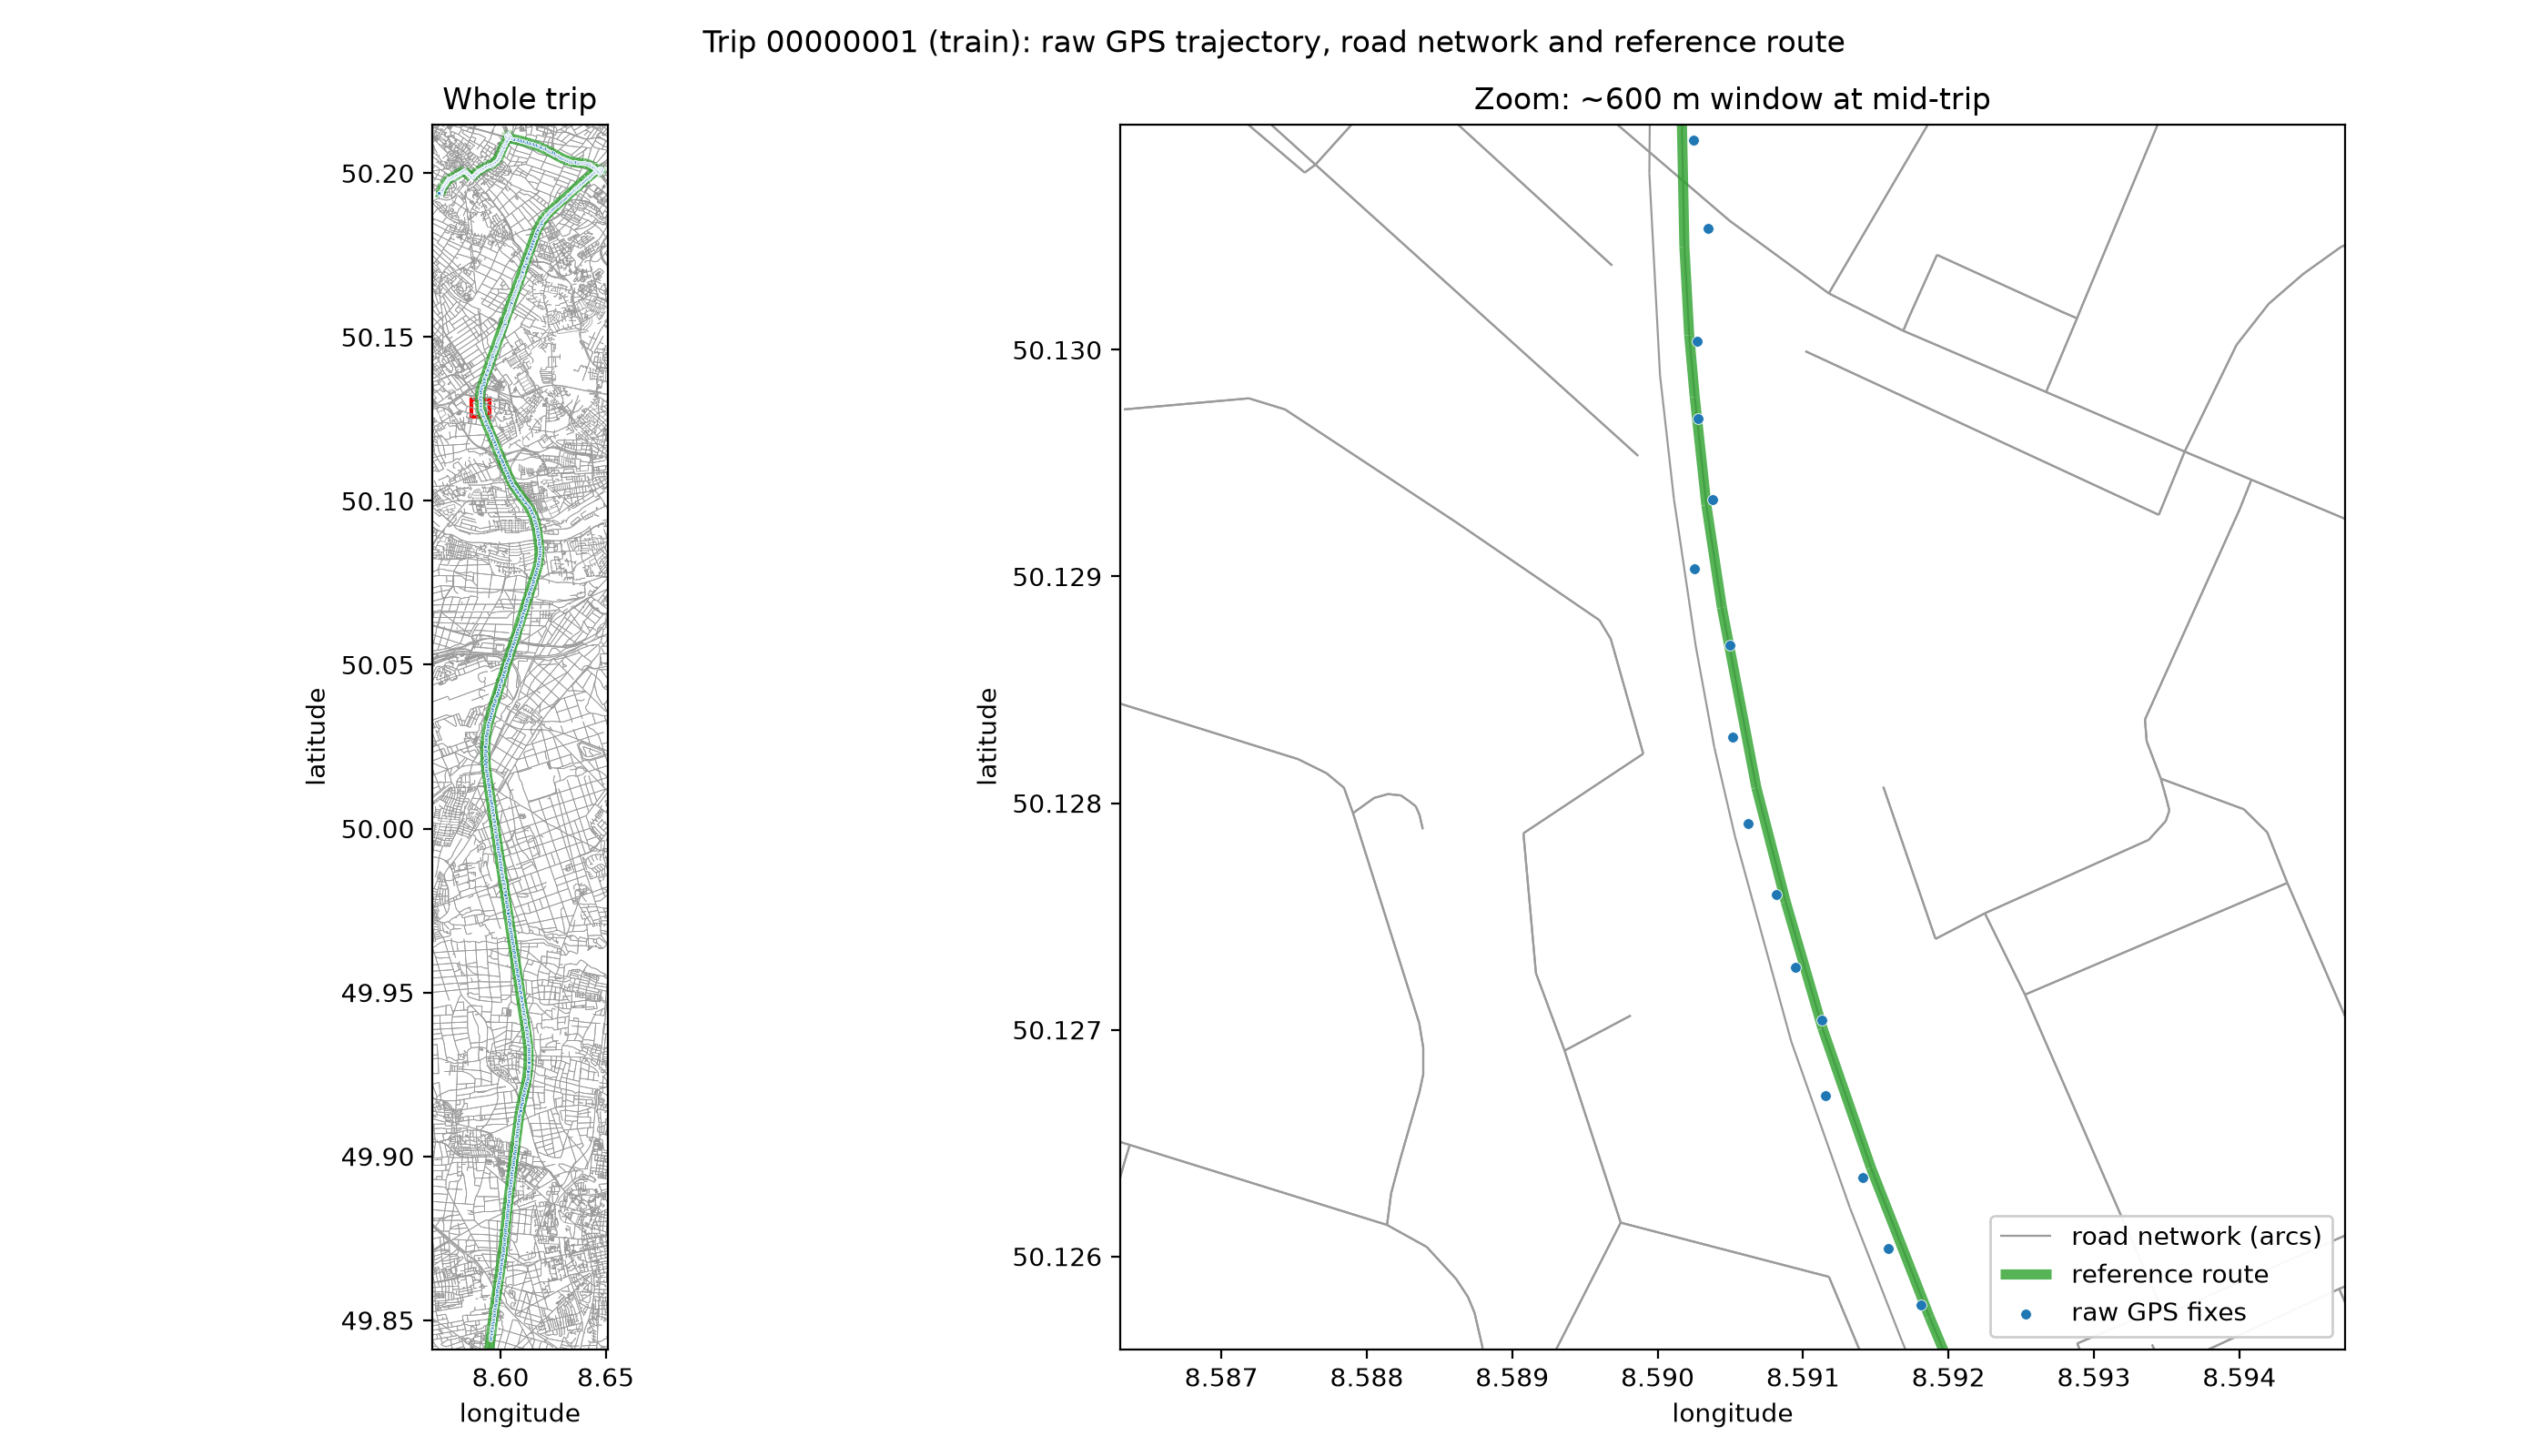 Trip 00000001 (train): raw GPS trajectory, road network and reference route
Whole trip
50.20
50.15
50.10
50.05
50.00
49.95
49.90
49.85
latitude
8.60
8.65
longitude
Zoom: ~600 m window at mid-trip
50.130
50.129
50.128
50.127
50.126
latitude
8.587
8.588
8.589
8.590
8.591
8.592
8.593
8.594
longitude
road network (arcs)
reference route
raw GPS fixes